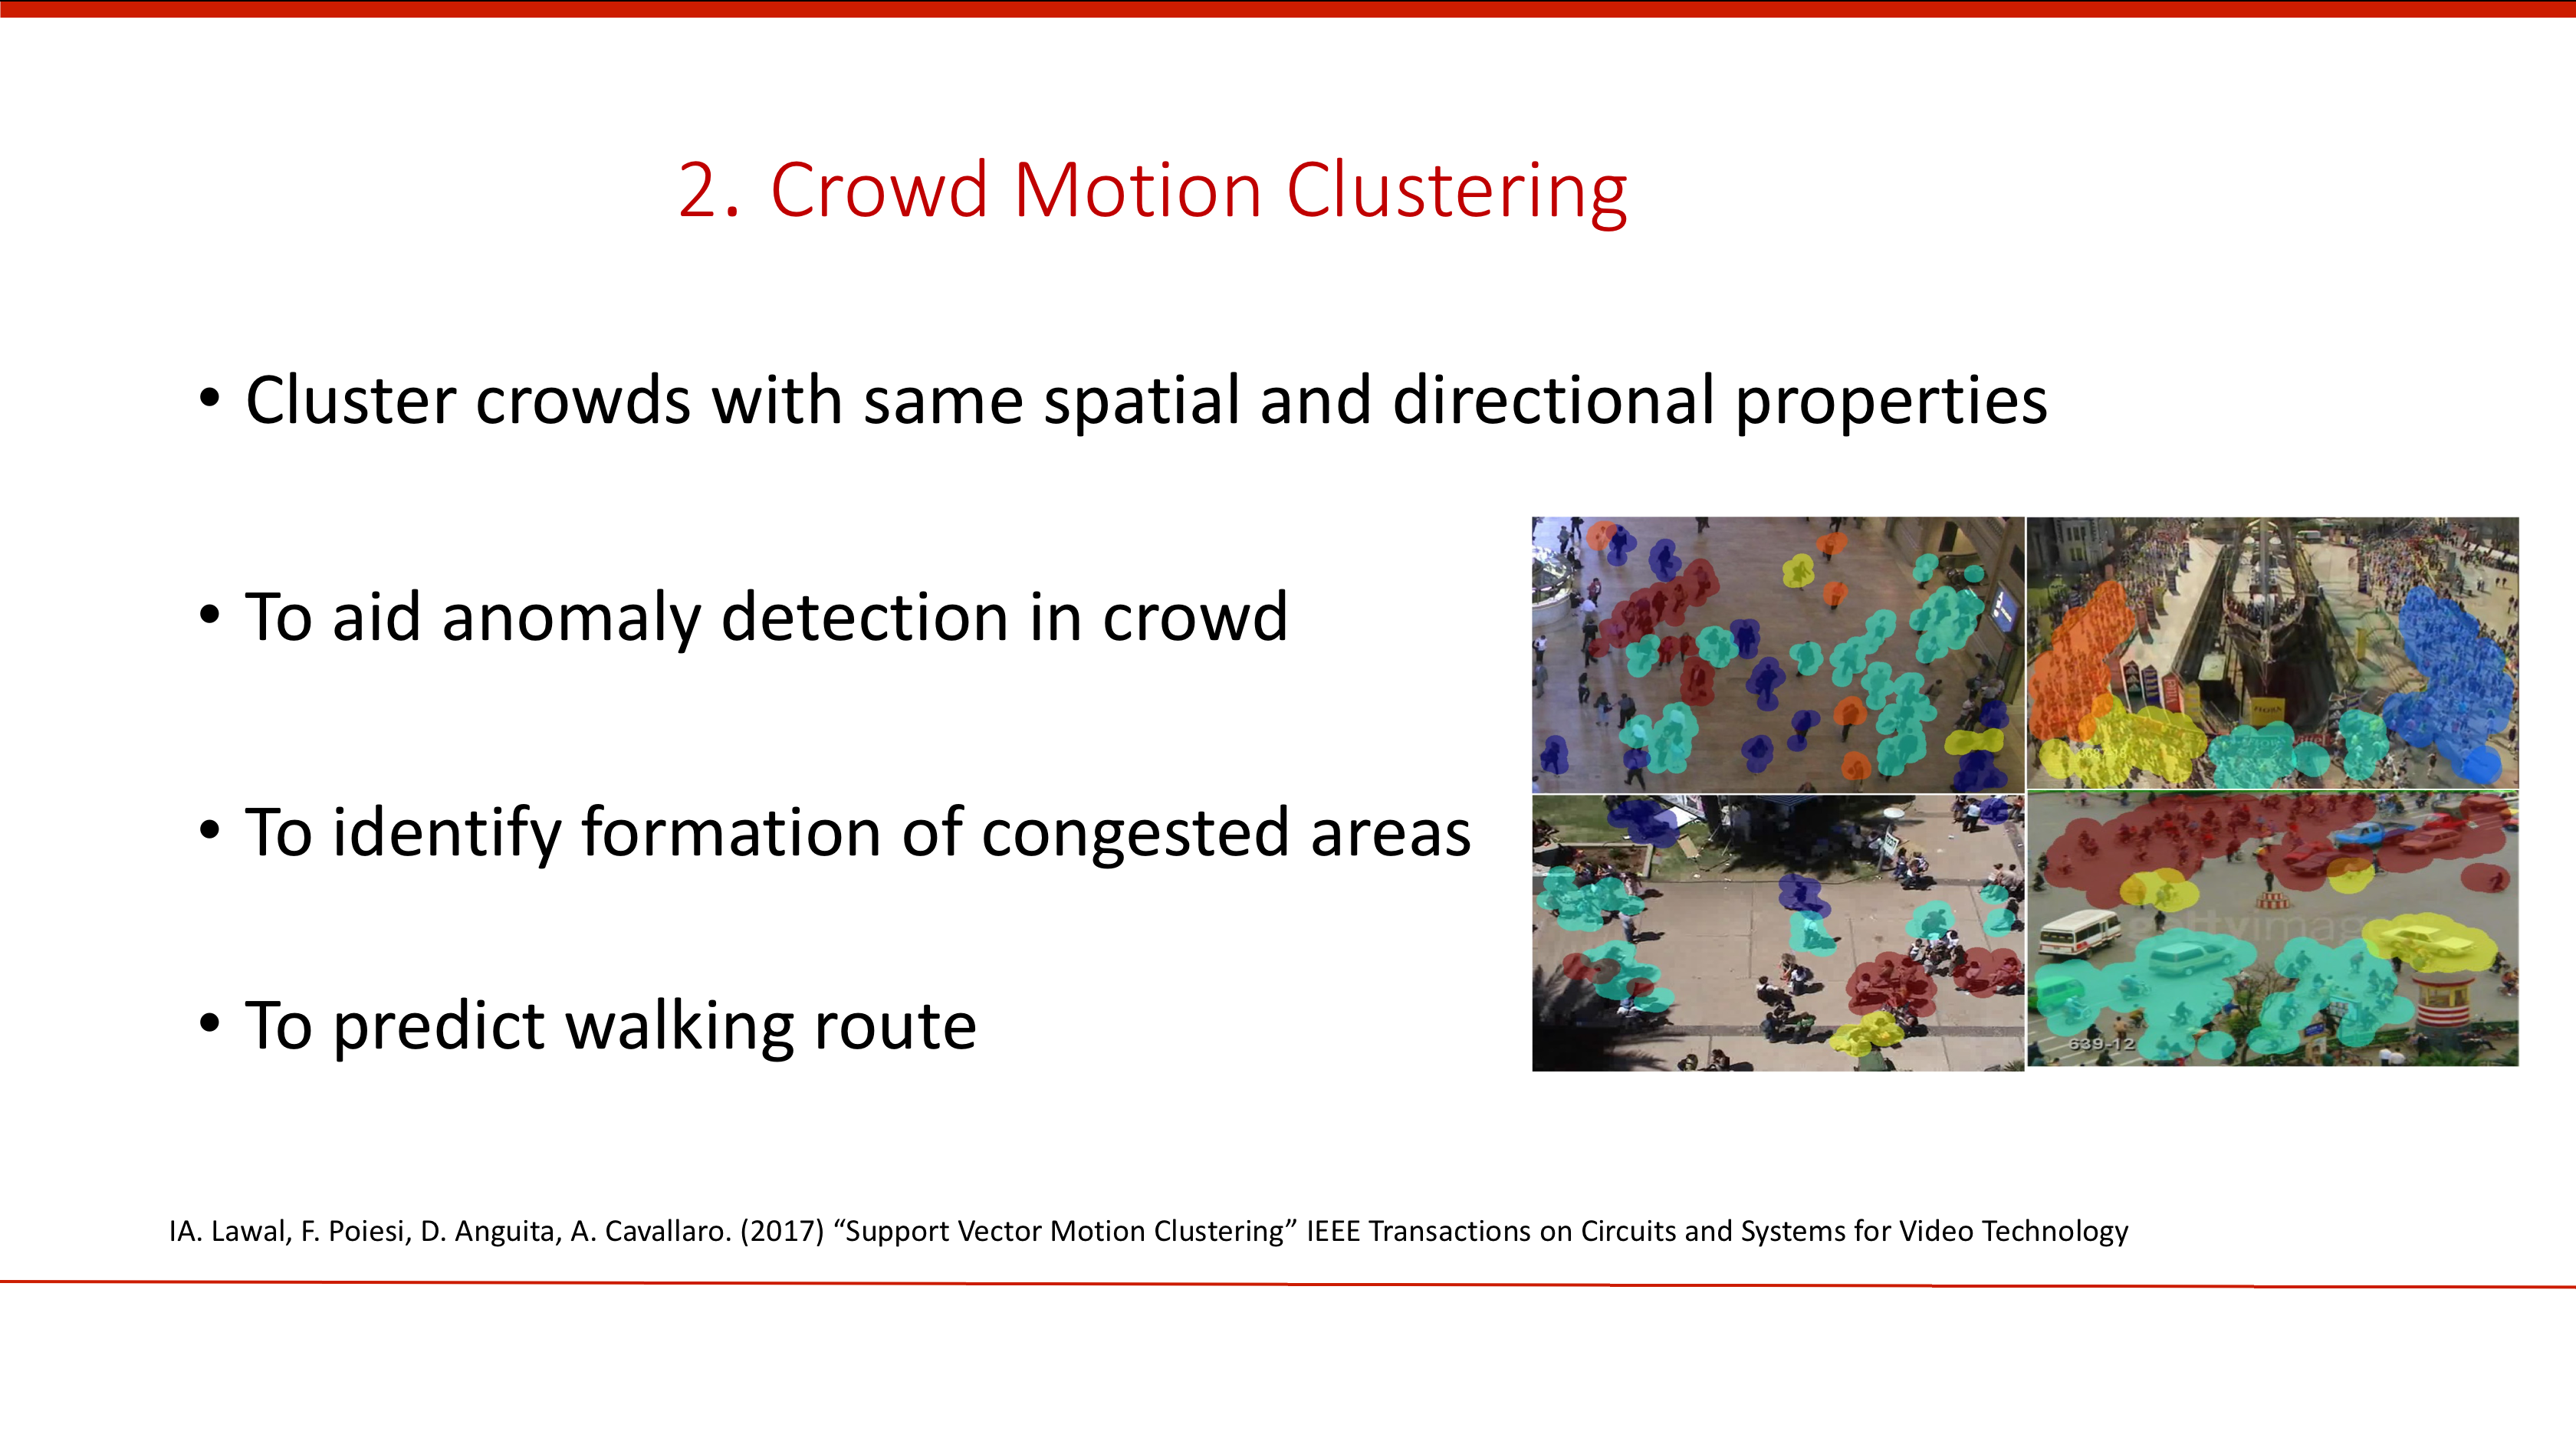 2. Crowd Motion Clustering
• Cluster crowds with same spatial and directional properties
• To aid anomaly detection in crowd
• To identify formation of congested areas
• To predict walking route
gettyimag
639-12
IA. Lawal, F. Poiesi, D. Anguita, A. Cavallaro. (2017) “Support Vector Motion Clustering” IEEE Transactions on Circuits and Systems for Video Technology